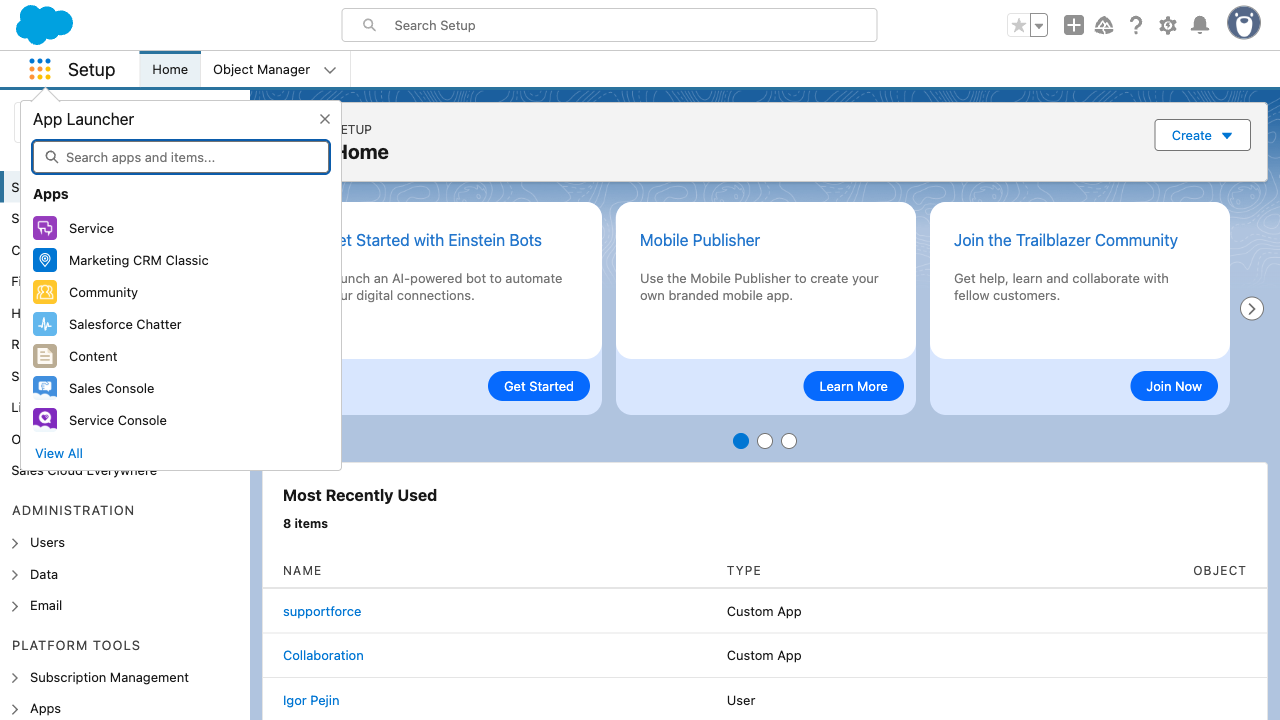 Search Setup
Setup
Home
Object Manager
App Launcher
Search apps and items...
Apps
Service
Marketing CRM Classic
Community
Salesforce Chatter
Content
Sales Console
Service Console
View All
Sales Cloud Everywhere
ADMINISTRATION
Users
Data
Email
PLATFORM TOOLS
Subscription Management
Apps
ETUP
Home
Create
et Started with Einstein Bots
unch an AI-powered bot to automate
ur digital connections.
Get Started
Mobile Publisher
Use the Mobile Publisher to create your
own branded mobile app.
Learn More
Join the Trailblazer Community
Get help, learn and collaborate with
fellow customers.
Join Now
Most Recently Used
8 items
NAME TYPE OBJECT
supportforce Custom App
Collaboration Custom App
Igor Pejin User